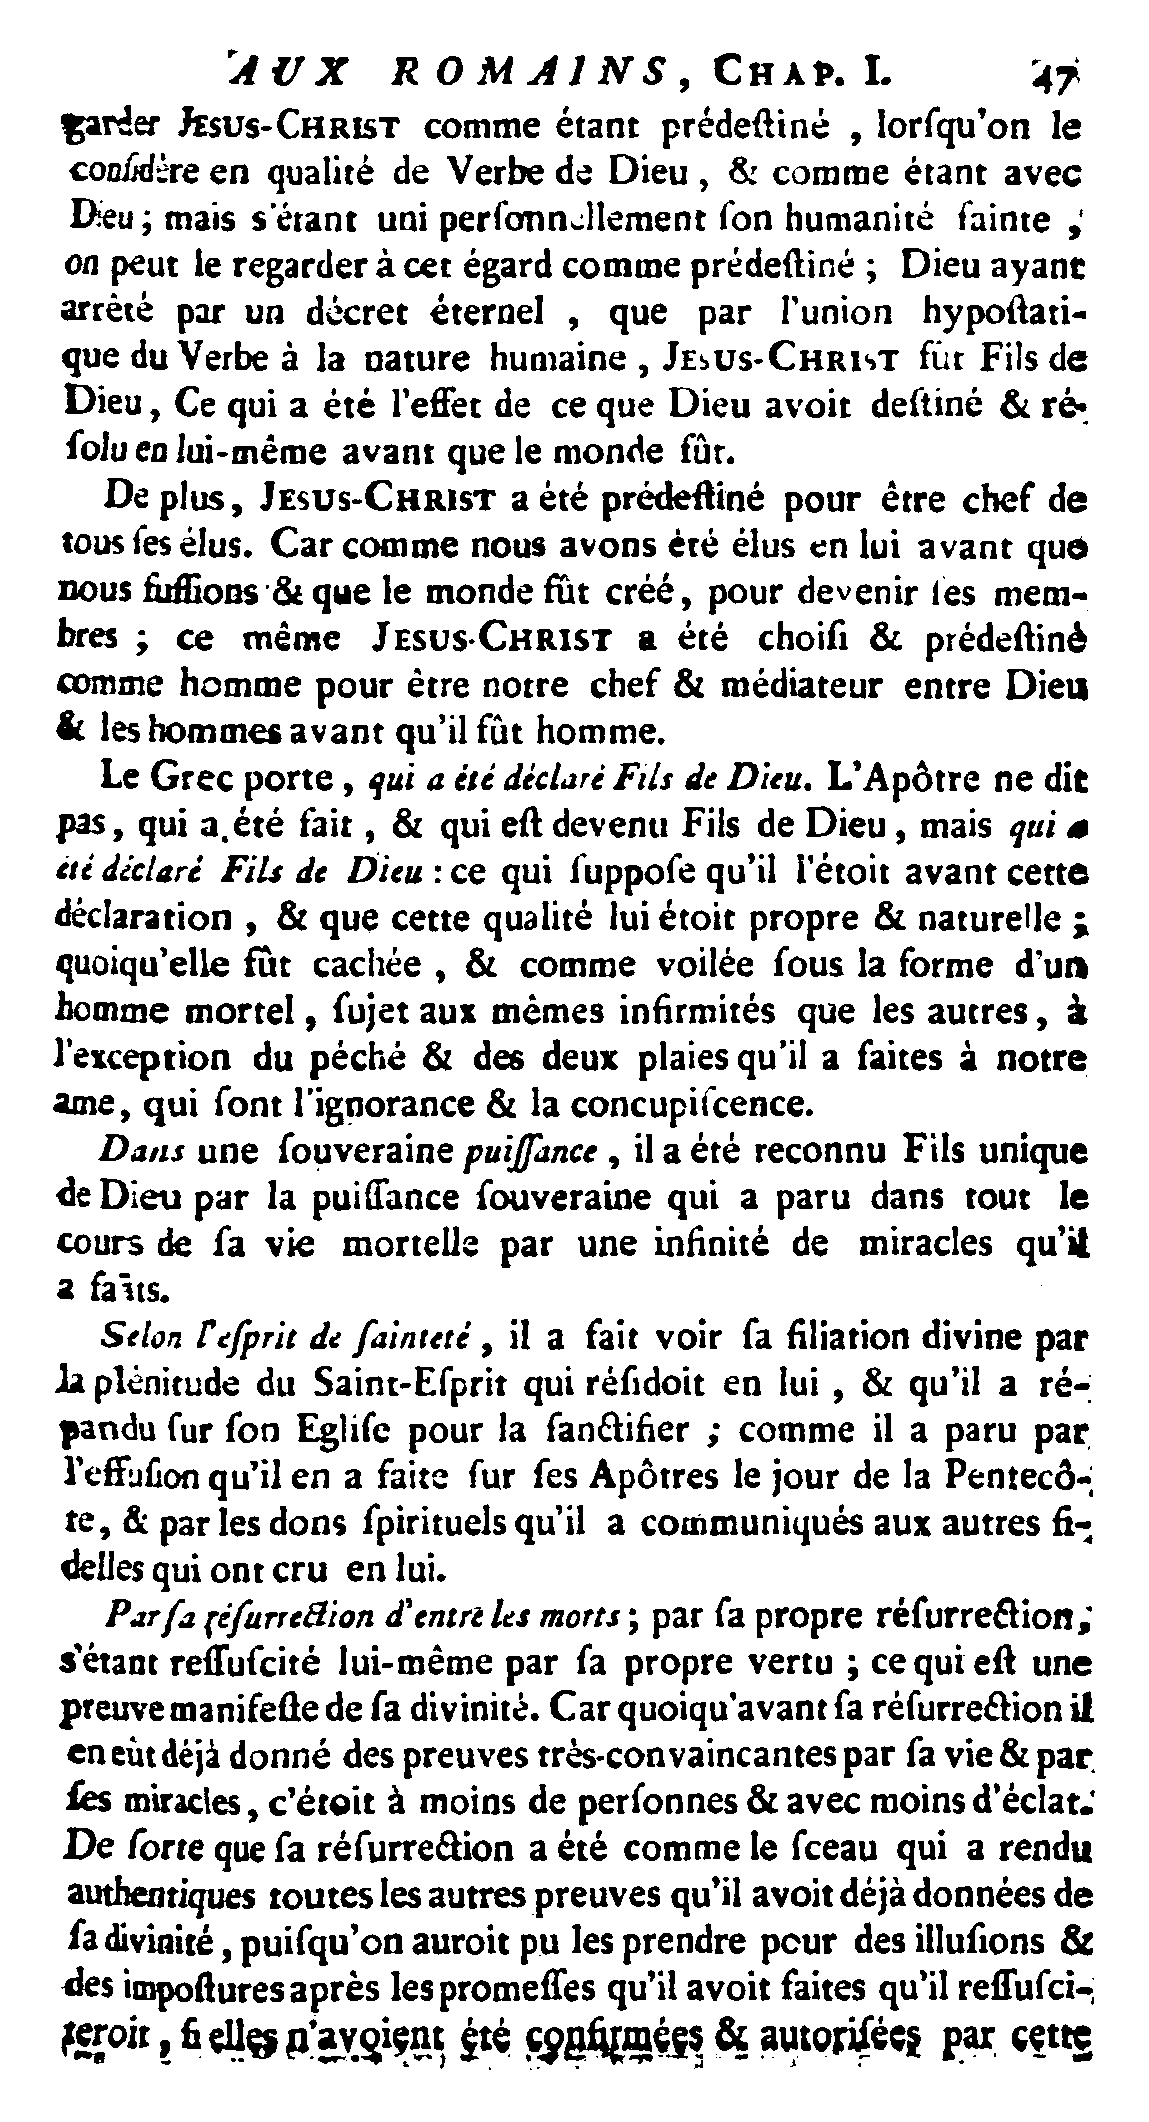 AUX ROMAINS, CHAP. I. 47
garder JESUS-CHRIST comme étant prédeſtiné, lorſqu'on le
conſidère en qualité de Verbe de Dieu, & comme étant avec
Dieu; mais s'étant uni perſonnellement ſon humanité ſainte,
on peut le regarder à cet égard comme prédeſtiné; Dieu ayant
arrêté par un décret éternel, que par l'union hypoſtati-
que du Verbe à la nature humaine, JESUS-CHRIST fût Fils de
Dieu, Ce qui a été l'effet de ce que Dieu avoit deſtiné & ré-
ſolu en lui-même avant que le monde fût.
De plus, JESUS-CHRIST a été prédeſtiné pour être chef de
tous ſes élus. Car comme nous avons été élus en lui avant que
nous fuſſions & que le monde fût créé, pour devenir ſes mem-
bres; ce même JESUS-CHRIST a été choiſi & prédeſtiné
comme homme pour être notre chef & médiateur entre Dieu
& les hommes avant qu'il fût homme.
Le Grec porte, qui a été déclaré Fils de Dieu. L'Apôtre ne dit
pas, qui a été fait, & qui eſt devenu Fils de Dieu, mais qui a
été déclaré Fils de Dieu: ce qui ſuppoſe qu'il l'étoit avant cette
déclaration, & que cette qualité lui étoit propre & naturelle;
quoiqu'elle fût cachée, & comme voilée ſous la forme d'un
homme mortel, ſujet aux mêmes infirmités que les autres, à
l'exception du péché & des deux plaies qu'il a faites à notre
ame, qui ſont l'ignorance & la concupiſcence.
Dans une ſouveraine puiſſance, il a été reconnu Fils unique
de Dieu par la puiſſance ſouveraine qui a paru dans tout le
cours de ſa vie mortelle par une infinité de miracles qu'il
a faits.
Selon l'eſprit de ſainteté, il a fait voir ſa filiation divine par
la plénitude du Saint-Eſprit qui réſidoit en lui, & qu'il a ré-
pandu ſur ſon Egliſe pour la ſanctifier; comme il a paru par
l'effuſion qu'il en a faite ſur ſes Apôtres le jour de la Pentecô-
te, & par les dons ſpirituels qu'il a communiqués aux autres fi-
delles qui ont cru en lui.
Par ſa réſurrection d'entre les morts; par ſa propre réſurrection,
s'étant reſſuſcité lui-même par ſa propre vertu; ce qui eſt une
preuve manifeſte de ſa divinité. Car quoiqu'avant ſa réſurrection il
en eût déjà donné des preuves très-convaincantes par ſa vie & par
ſes miracles, c'étoit à moins de perſonnes & avec moins d'éclat.
De ſorte que ſa réſurrection a été comme le ſceau qui a rendu
authentiques toutes les autres preuves qu'il avoit déjà données de
ſa divinité, puiſqu'on auroit pu les prendre pour des illuſions &
des impoſtures après les promeſſes qu'il avoit faites qu'il reſſuſci-
teroit, ſi elles n'avoient été confirmées & autoriſées par cette